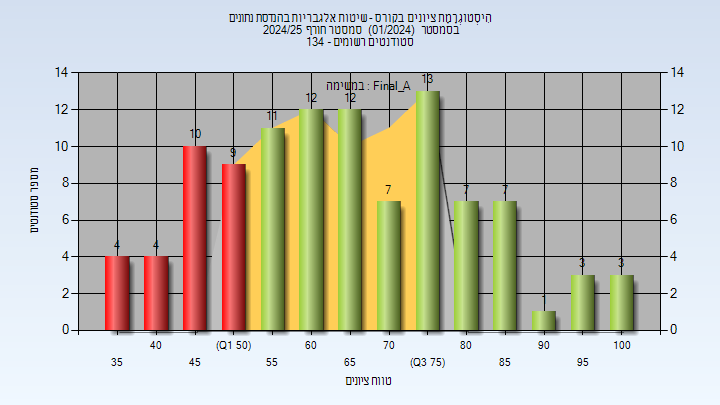 היסטוגרמת ציונים בקורס - שיטות אלגבריות בהנדסת נתונים
בסמסטר (01/2024) סמסטר חורף 2024/25
סטודנטים רשומים - 134
במשימה : Final_A
מספר סטודנטים
14 14
12 12
10 10
8 8
6 6
4 4
2 2
0 0
4 4 10 9 11 12 12 7 13 7 7 1 3 3
40 (Q1 50) 60 70 80 90 100
35 45 55 65 (Q3 75) 85 95
טווח ציונים